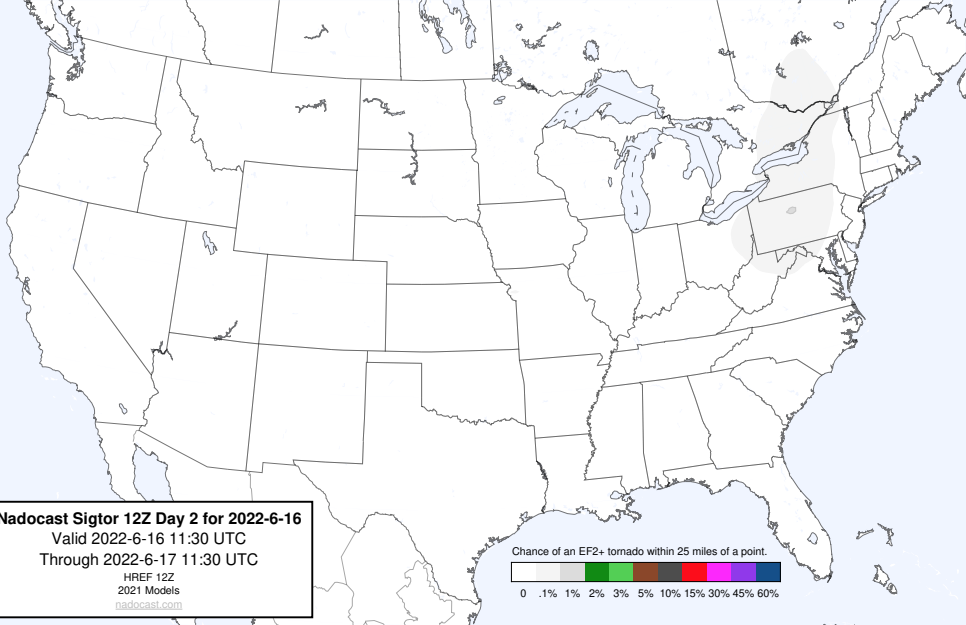 Nadocast Sigtor 12Z Day 2 for 2022-6-16
Valid 2022-6-16 11:30 UTC
Through 2022-6-17 11:30 UTC
HREF 12Z
2021 Models
nadocast.com
Chance of an EF2+ tornado within 25 miles of a point.
0 .1% 1% 2% 3% 5% 10% 15% 30% 45% 60%